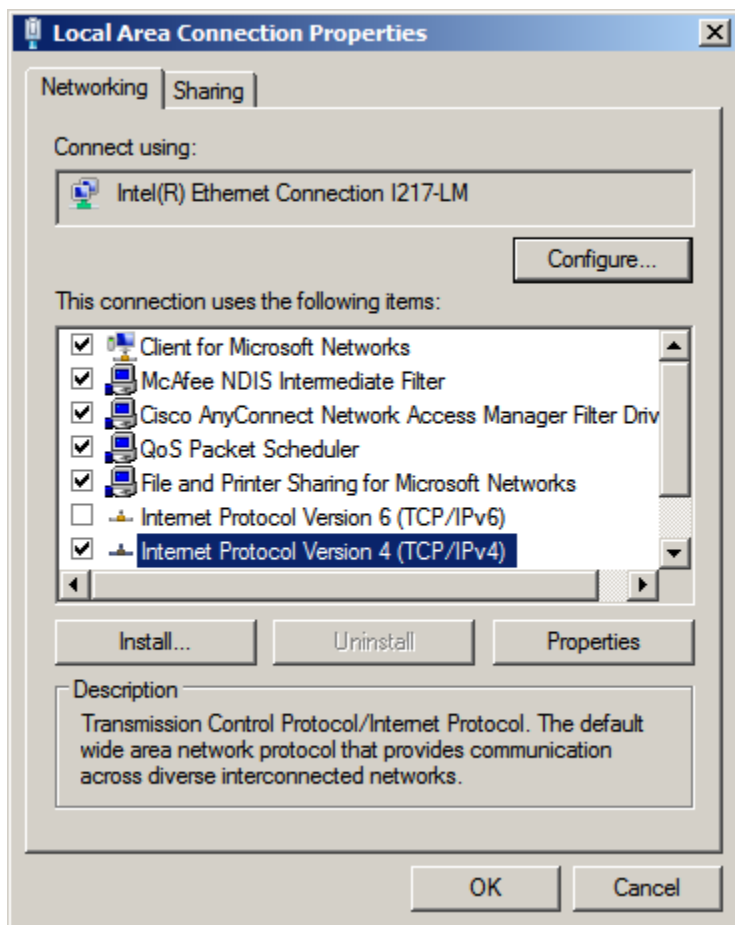 Local Area Connection Properties
Networking
Sharing
Connect using:
Intel(R) Ethernet Connection I217-LM
Configure...
This connection uses the following items:
Client for Microsoft Networks
McAfee NDIS Intermediate Filter
Cisco AnyConnect Network Access Manager Filter Driv
QoS Packet Scheduler
File and Printer Sharing for Microsoft Networks
Internet Protocol Version 6 (TCP/IPv6)
Internet Protocol Version 4 (TCP/IPv4)
Install...
Uninstall
Properties
Description
Transmission Control Protocol/Internet Protocol. The default
wide area network protocol that provides communication
across diverse interconnected networks.
OK
Cancel